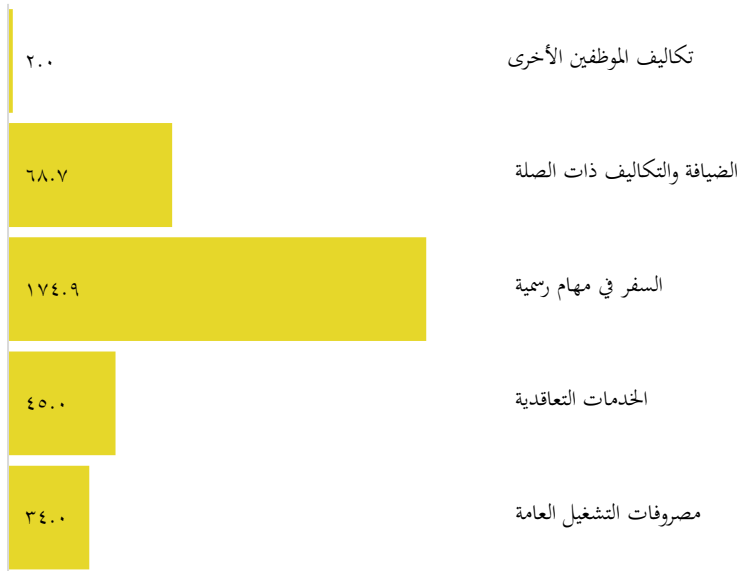 تكاليف الموظفين الأخرى
٢.٠
الضيافة والتكاليف ذات الصلة
٦٨.٧
السفر في مهام رسمية
١٧٤.٩
الخدمات التعاقدية
٤٥.٠
مصروفات التشغيل العامة
٣٤.٠